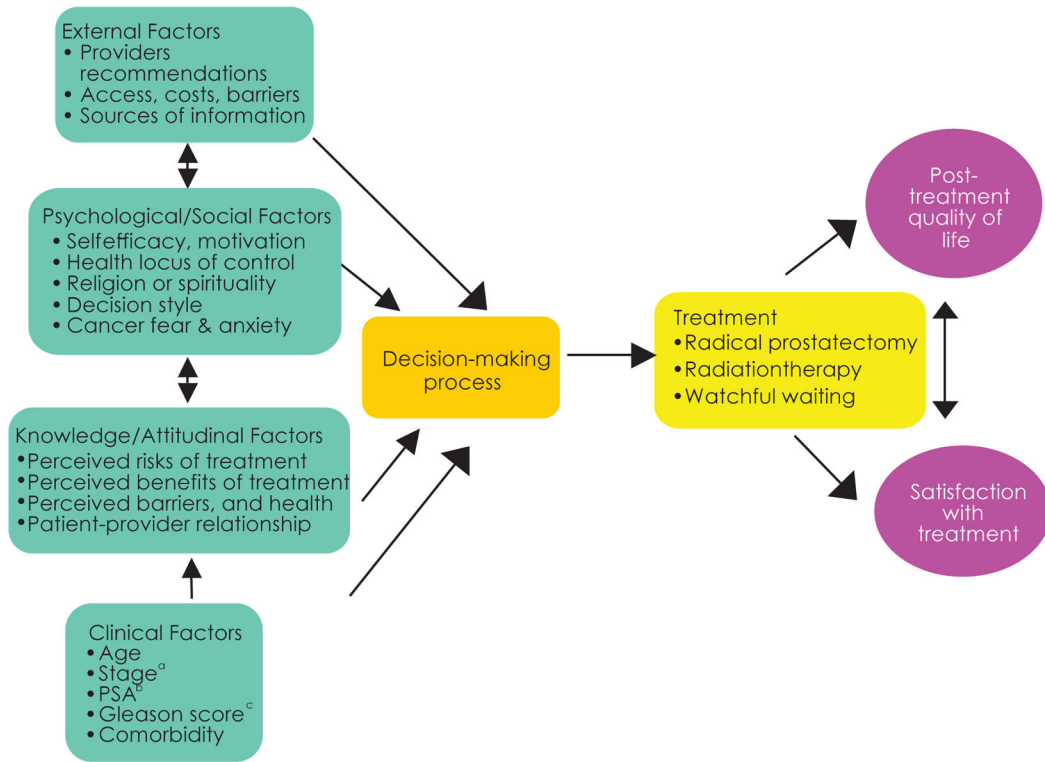 External Factors
• Providers
recommendations
• Access, costs, barriers
• Sources of information
Psychological/Social Factors
• Selfefficacy, motivation
• Health locus of control
• Religion or spirituality
• Decision style
• Cancer fear & anxiety
Knowledge/Attitudinal Factors
• Perceived risks of treatment
• Perceived benefits of treatment
• Perceived barriers, and health
• Patient-provider relationship
Clinical Factors
• Age
• Stage^a
• PSA^b
• Gleason score^c
• Comorbidity
Decision-making
process
Treatment
• Radical prostatectomy
• Radiationtherapy
• Watchful waiting
Post-
treatment
quality of
life
Satisfaction
with
treatment